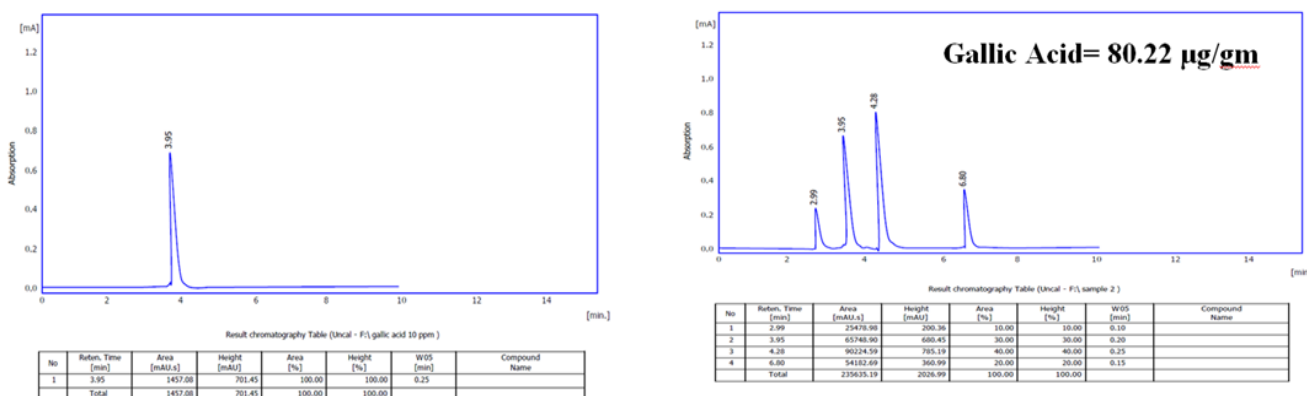 [mA]
1.2
1,0
0,8
0,6
0,4
0,2
0,0
Absorption
3.95
0 2 4 6 8 10 12 14
[min.]
Result chromatography Table (Uncal - F:\ gallic acid 10 ppm )
No Reten. Time [min] Area [mAU.s] Height [mAU] Area [%] Height [%] W05 [min] Compound Name
1 3.95 1457.08 701.45 100.00 100.00 0.25
Total 1457.08 701.45 100.00 100.00
[mA]
Gallic Acid= 80.22 µg/gm
1.2
1.0
0,8
0,6
0.4
0.2
0,0
Absorption
2.99
3.95
4.28
6.80
0 2 4 6 8 10 12 14
[min
Result chromatography Table (Uncal - F:\ sample 2 )
No Reten. Time [min] Area [mAU.s] Height [mAU] Area [%] Height [%] W05 [min] Compound Name
1 2.99 25478.98 200.36 10.00 10.00 0.10
2 3.95 65748.90 680.45 30.00 30.00 0.20
3 4.28 90224.59 785.19 40.00 40.00 0.25
4 6.80 54182.69 360.99 20.00 20.00 0.15
Total 235635.19 2026.99 100.00 100.00